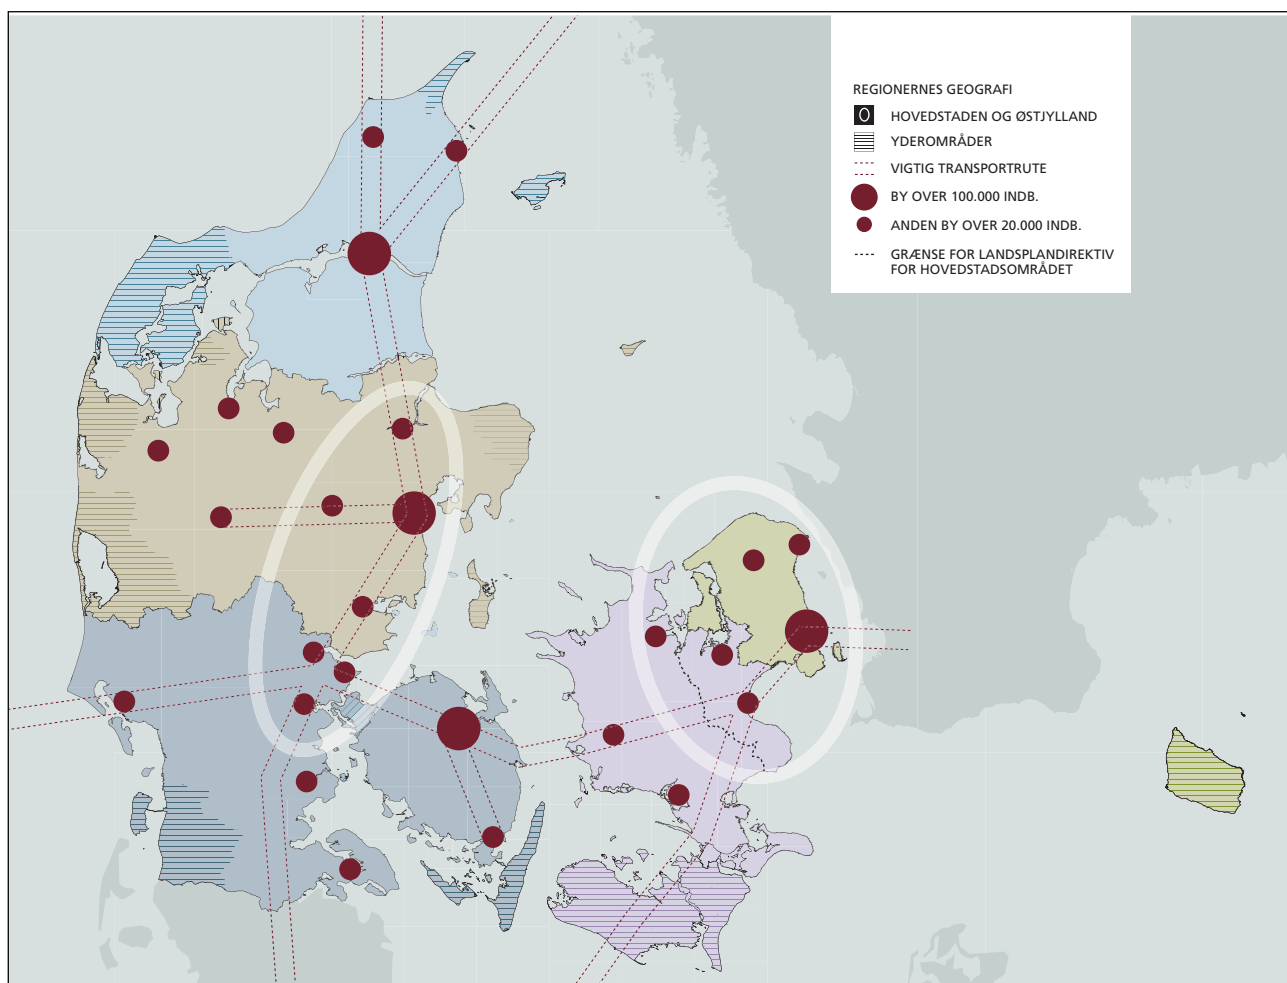 REGIONERNES GEOGRAFI
HOVEDSTADEN OG ØSTJYLLAND
YDEROMRÅDER
VIGTIG TRANSPORTRUTE
BY OVER 100.000 INDB.
ANDEN BY OVER 20.000 INDB.
GRÆNSE FOR LANDSPLANDIREKTIV
FOR HOVEDSTADSOMRÅDET